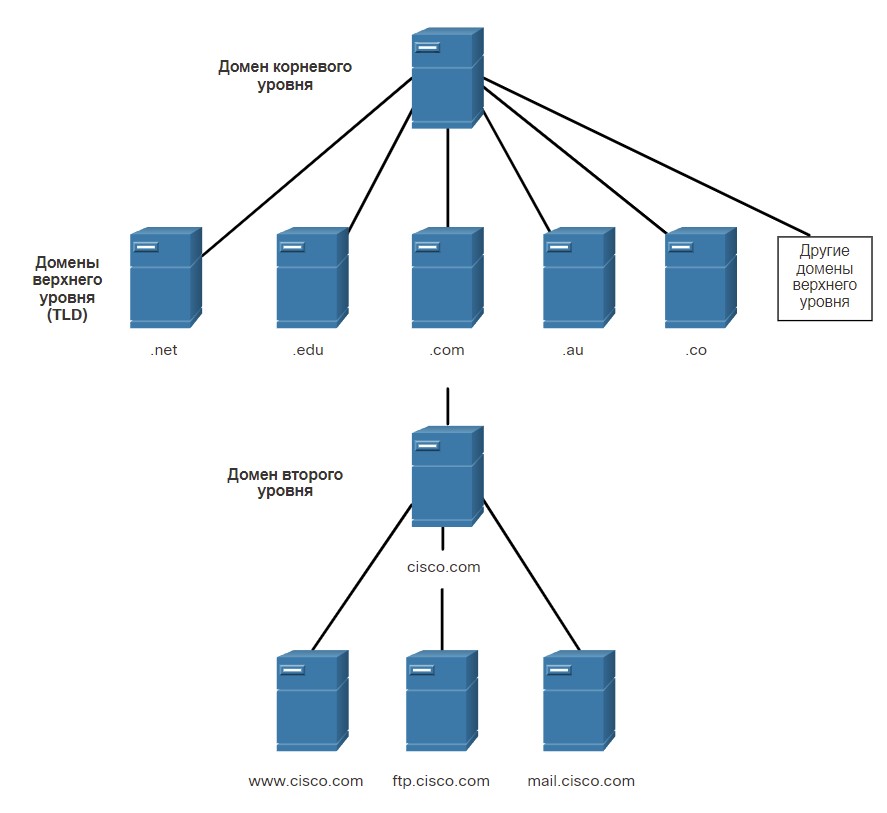 Домен корневого
уровня
Домены
верхнего
уровня
(TLD)
Другие
домены
верхнего
уровня
.net
.edu
.com
.au
.co
Домен второго
уровня
cisco.com
www.cisco.com
ftp.cisco.com
mail.cisco.com